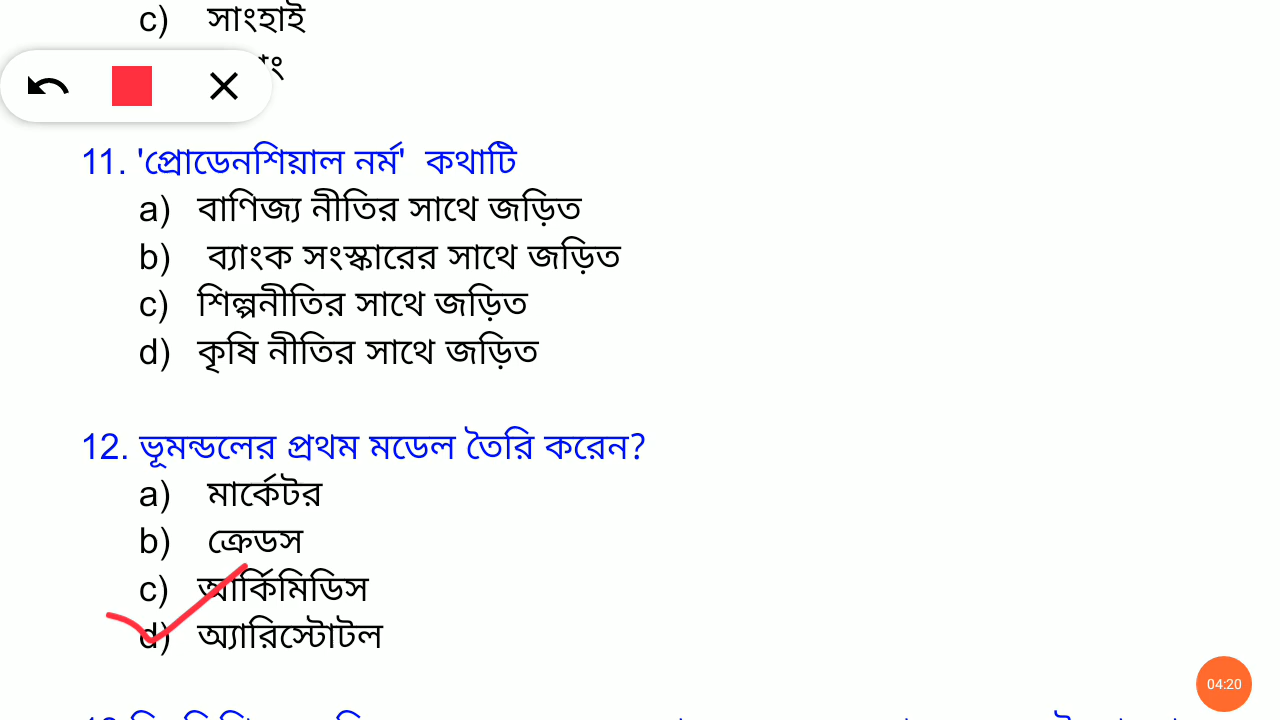 c) সাংহাই
11. 'প্রোডেনশিয়াল নর্ম' কথাটি
a) বাণিজ্য নীতির সাথে জড়িত
b) ব্যাংক সংস্কারের সাথে জড়িত
c) শিল্পনীতির সাথে জড়িত
d) কৃষি নীতির সাথে জড়িত
12. ভূমন্ডলের প্রথম মডেল তৈরি করেন?
a) মার্কেটর
b) ক্রেডস
c) আর্কিমিডিস
d) অ্যারিস্টোটল
04:20